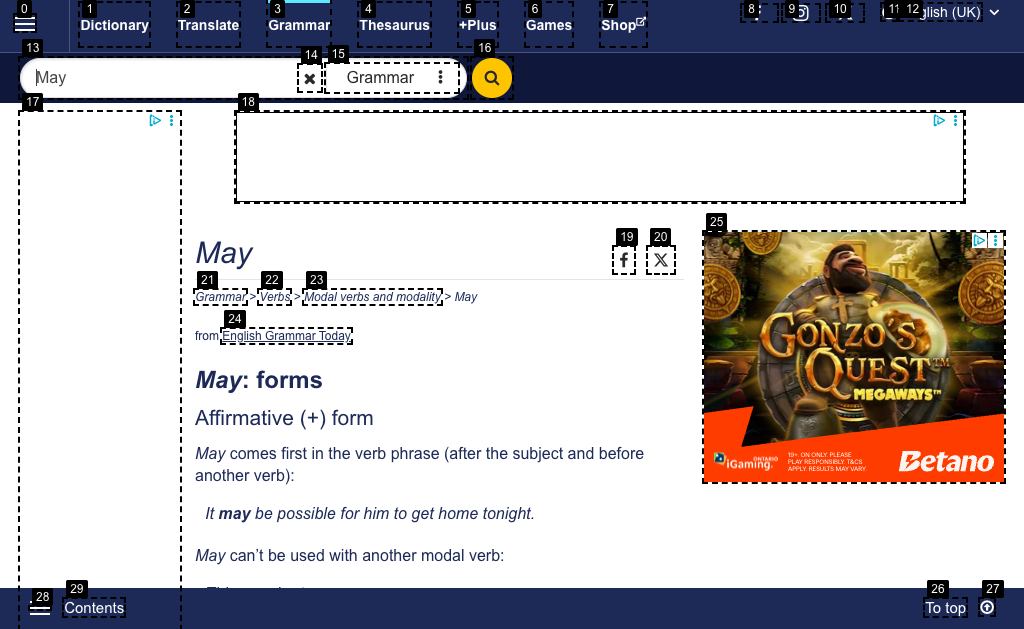 0 1 2 3 4 5 6 7 8 9 10 11 12
Dictionary Translate Grammar Thesaurus +Plus Games Shop glish (UK)
13 14 15 16
May Grammar
17 18
19 20
May
21 22 23
Grammar > Verbs > Modal verbs and modality > May
24
from English Grammar Today
May: forms
Affirmative (+) form
May comes first in the verb phrase (after the subject and before
another verb):
It may be possible for him to get home tonight.
May can’t be used with another modal verb:
25
GONZO'S
QUEST™
MEGAWAYS™
iGaming ONTARIO
19+. ON ONLY. PLEASE
PLAY RESPONSIBLY. T&CS
APPLY. RESULTS MAY VARY.
Betano
28 29 26 27
Contents To top